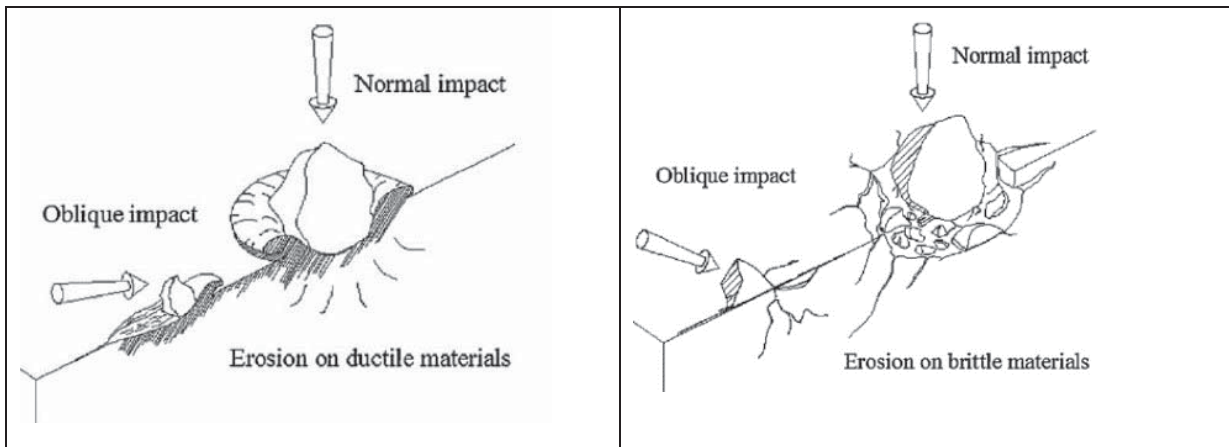 Normal impact
Oblique impact
Erosion on ductile materials
Normal impact
Oblique impact
Erosion on brittle materials